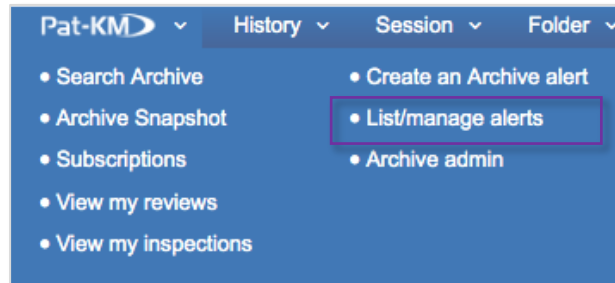 Pat-KM History Session Folder
• Search Archive
• Archive Snapshot
• Subscriptions
• View my reviews
• View my inspections
• Create an Archive alert
• List/manage alerts
• Archive admin